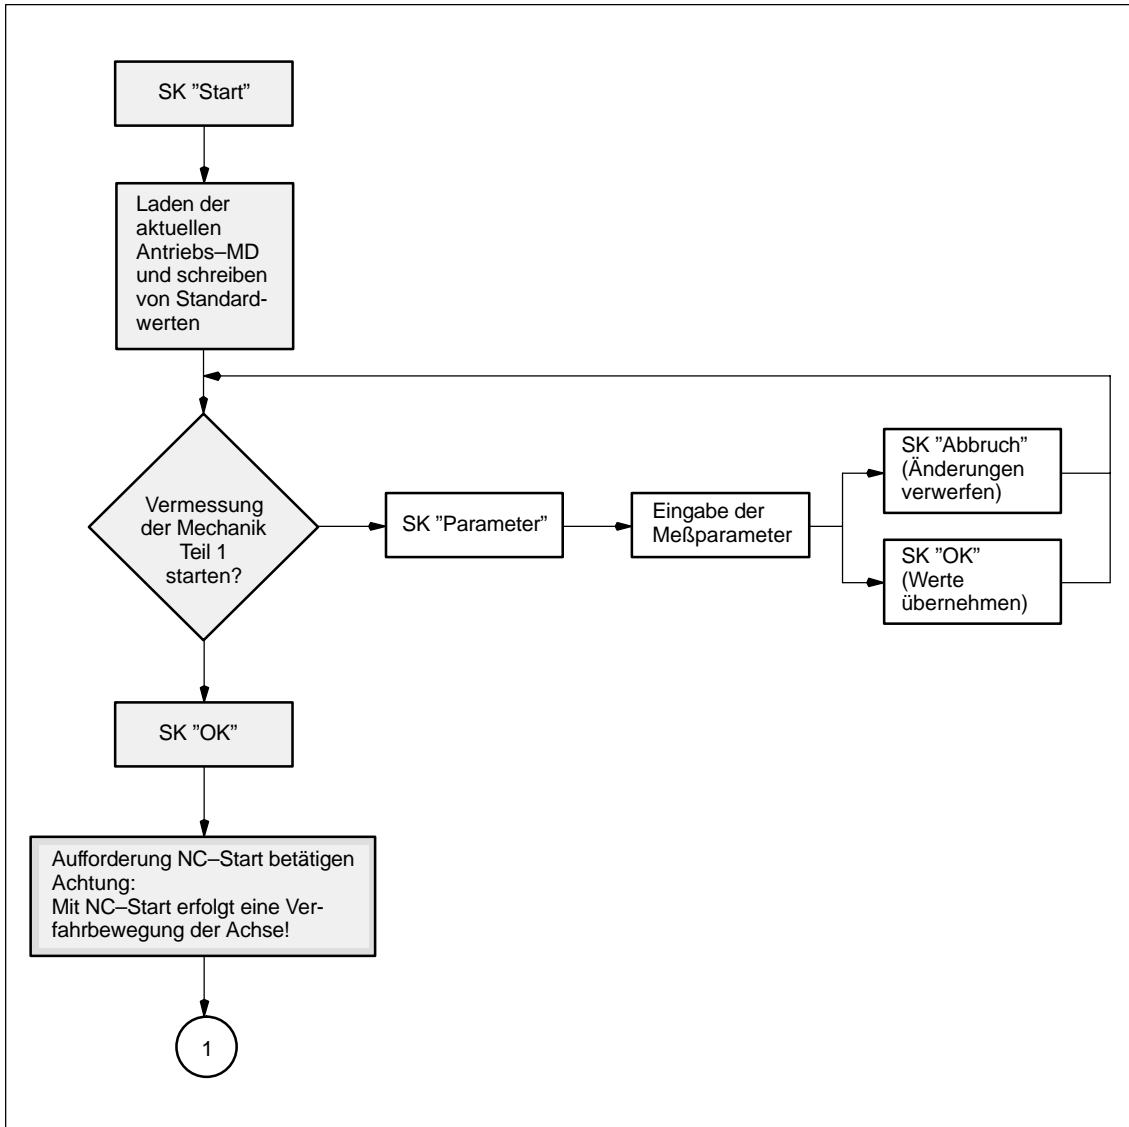 SK ”Start”
Laden der
aktuellen
Antriebs–MD
und schreiben
von Standard-
werten
Vermessung
der Mechanik
Teil 1
starten?
SK ”Parameter”
Eingabe der
Meßparameter
SK ”Abbruch”
(Änderungen
verwerfen)
SK ”OK”
(Werte
übernehmen)
SK ”OK”
Aufforderung NC–Start betätigen
Achtung:
Mit NC–Start erfolgt eine Ver-
fahrbewegung der Achse!
1